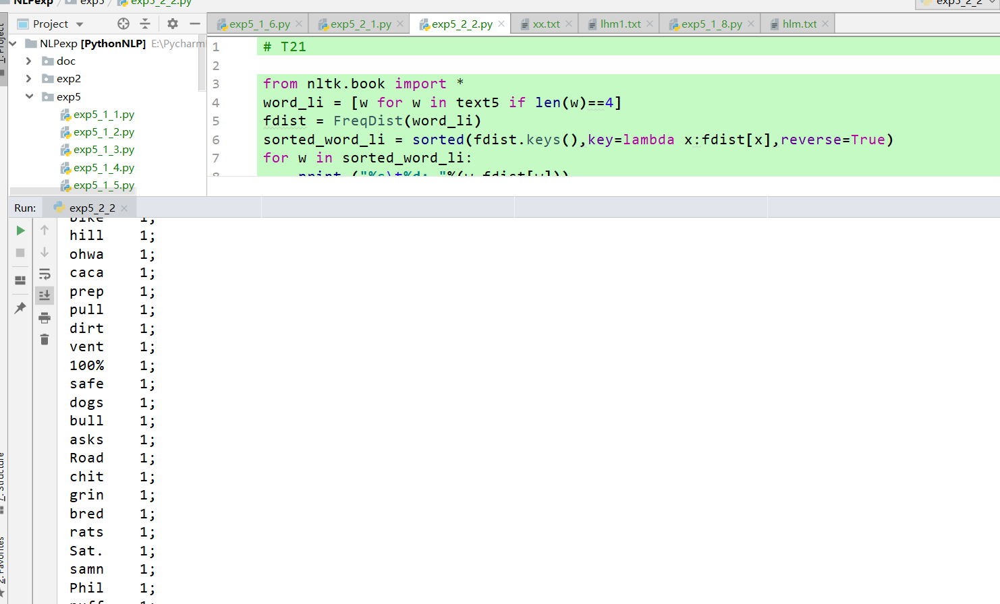 NLPexp exp5 exp5_2_2.py
exp5_2_2
Project
exp5_1_6.py
exp5_2_1.py
exp5_2_2.py
xx.txt
lhm1.txt
exp5_1_8.py
hlm.txt
NLPexp [PythonNLP] E:\Pycharm
doc
exp2
exp5
exp5_1_1.py
exp5_1_2.py
exp5_1_3.py
exp5_1_4.py
exp5_1_5.py
1 # T21
2
3 from nltk.book import *
4 word_li = [w for w in text5 if len(w)==4]
5 fdist = FreqDist(word_li)
6 sorted_word_li = sorted(fdist.keys(),key=lambda x:fdist[x],reverse=True)
7 for w in sorted_word_li:
8 print ("%s\t%d; "%(w,fdist[w]))
Run: exp5_2_2
bike 1;
hill 1;
ohwa 1;
caca 1;
prep 1;
pull 1;
dirt 1;
vent 1;
100% 1;
safe 1;
dogs 1;
bull 1;
asks 1;
Road 1;
chit 1;
grin 1;
bred 1;
rats 1;
Sat. 1;
samn 1;
Phil 1;
1: Project
7: Structure
2: Favorites